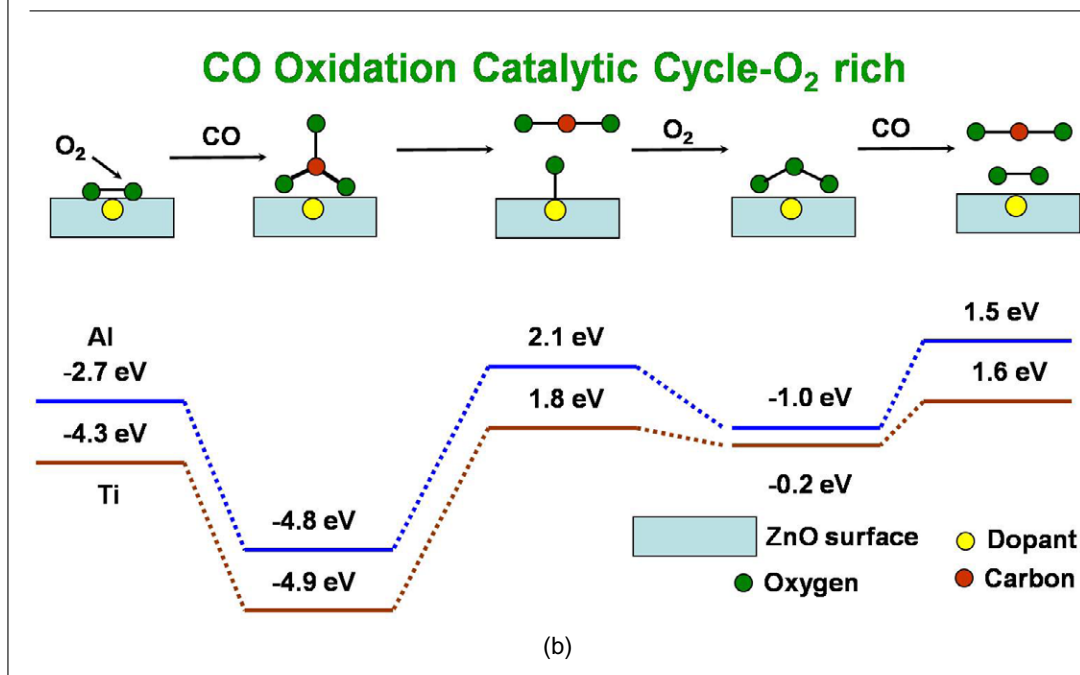 CO Oxidation Catalytic Cycle-O₂ rich
O₂
CO
O₂
CO
Al
-2.7 eV
-4.3 eV
Ti
-4.8 eV
-4.9 eV
2.1 eV
1.8 eV
-1.0 eV
-0.2 eV
1.5 eV
1.6 eV
ZnO surface
Dopant
Oxygen
Carbon
(b)